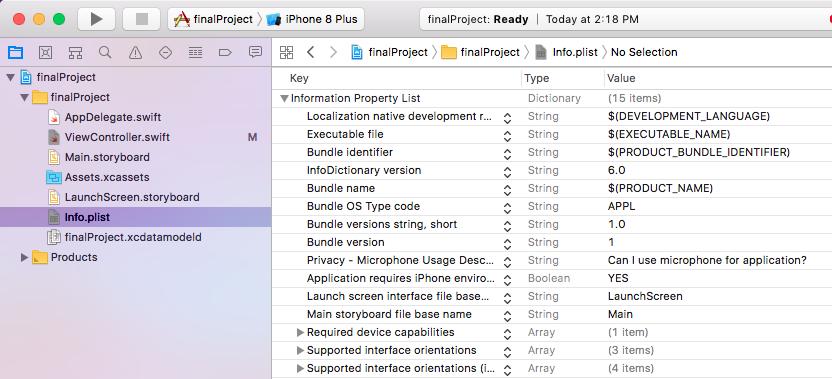 finalProject iPhone 8 Plus finalProject: Ready Today at 2:18 PM
finalProject finalProject Info.plist No Selection
Key Type Value
finalProject
finalProject
AppDelegate.swift
ViewController.swift M
Main.storyboard
Assets.xcassets
LaunchScreen.storyboard
Info.plist
finalProject.xcdatamodeld
Products
Information Property List Dictionary (15 items)
Localization native development r... String $(DEVELOPMENT_LANGUAGE)
Executable file String $(EXECUTABLE_NAME)
Bundle identifier String $(PRODUCT_BUNDLE_IDENTIFIER)
InfoDictionary version String 6.0
Bundle name String $(PRODUCT_NAME)
Bundle OS Type code String APPL
Bundle versions string, short String 1.0
Bundle version String 1
Privacy - Microphone Usage Desc... String Can I use microphone for application?
Application requires iPhone enviro... Boolean YES
Launch screen interface file base... String LaunchScreen
Main storyboard file base name String Main
Required device capabilities Array (1 item)
Supported interface orientations Array (3 items)
Supported interface orientations (i... Array (4 items)